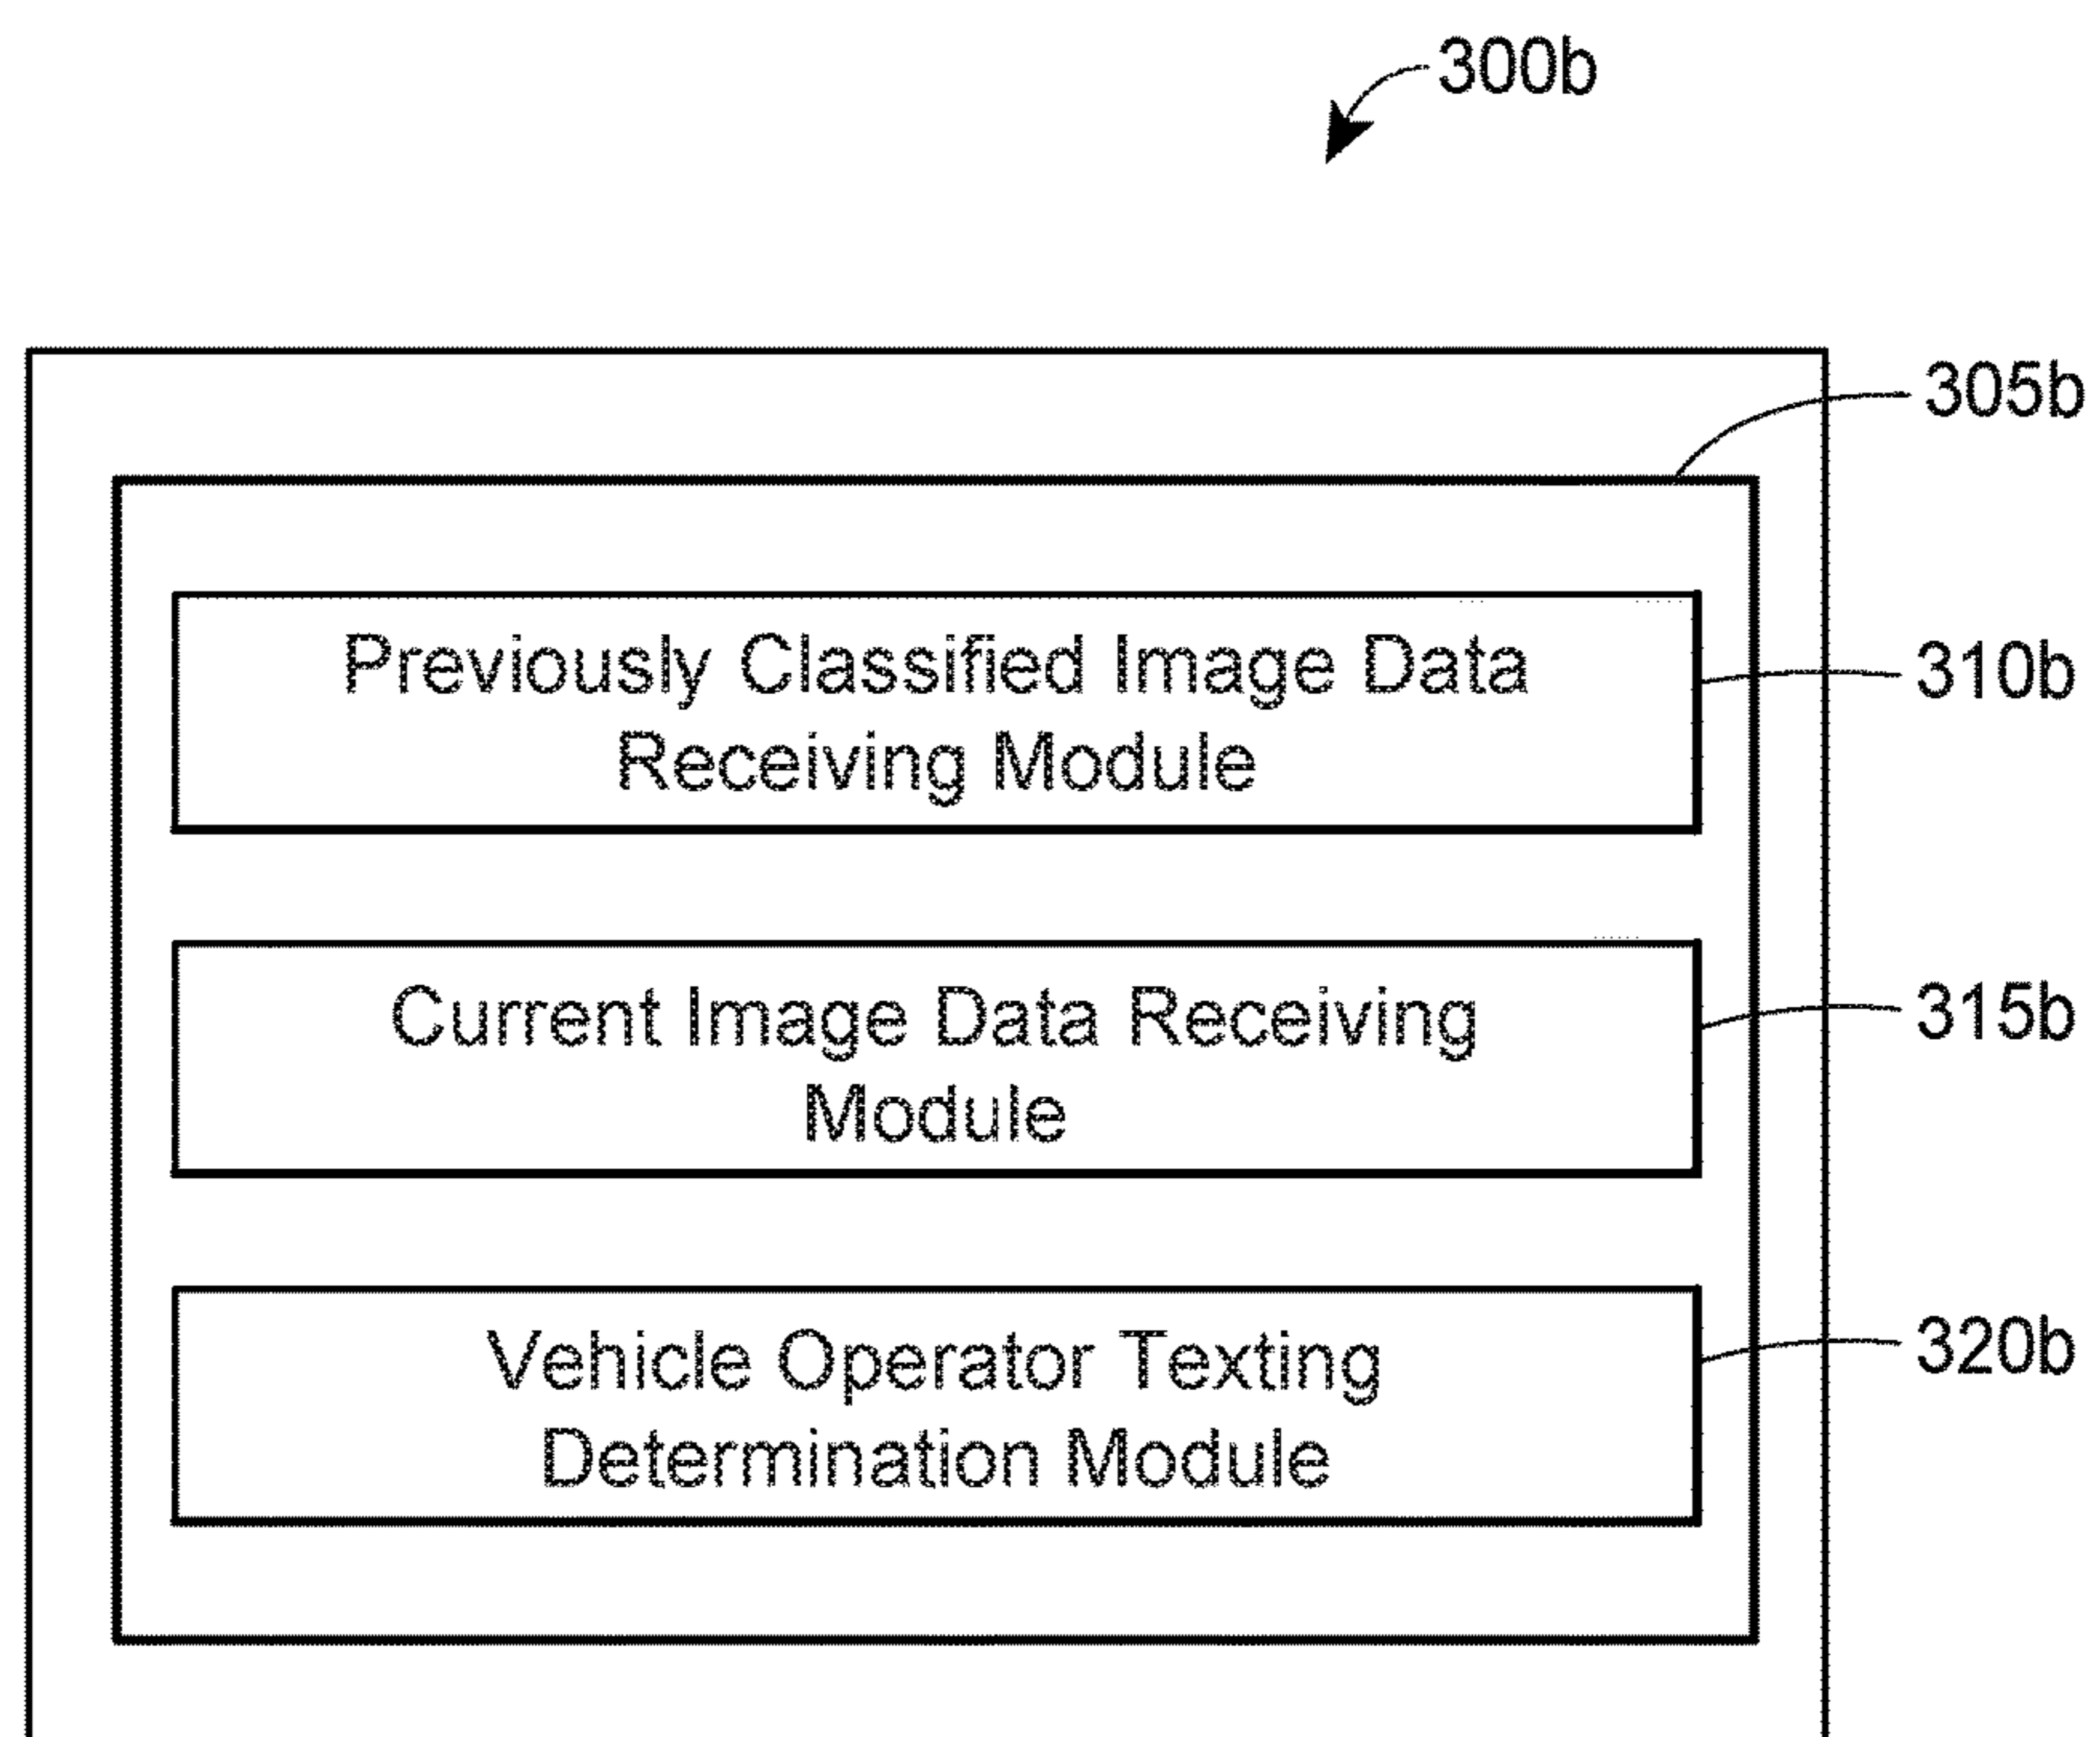 300b
305b
Previously Classified Image Data
Receiving Module
310b
Current Image Data Receiving
Module
315b
Vehicle Operator Texting
Determination Module
320b